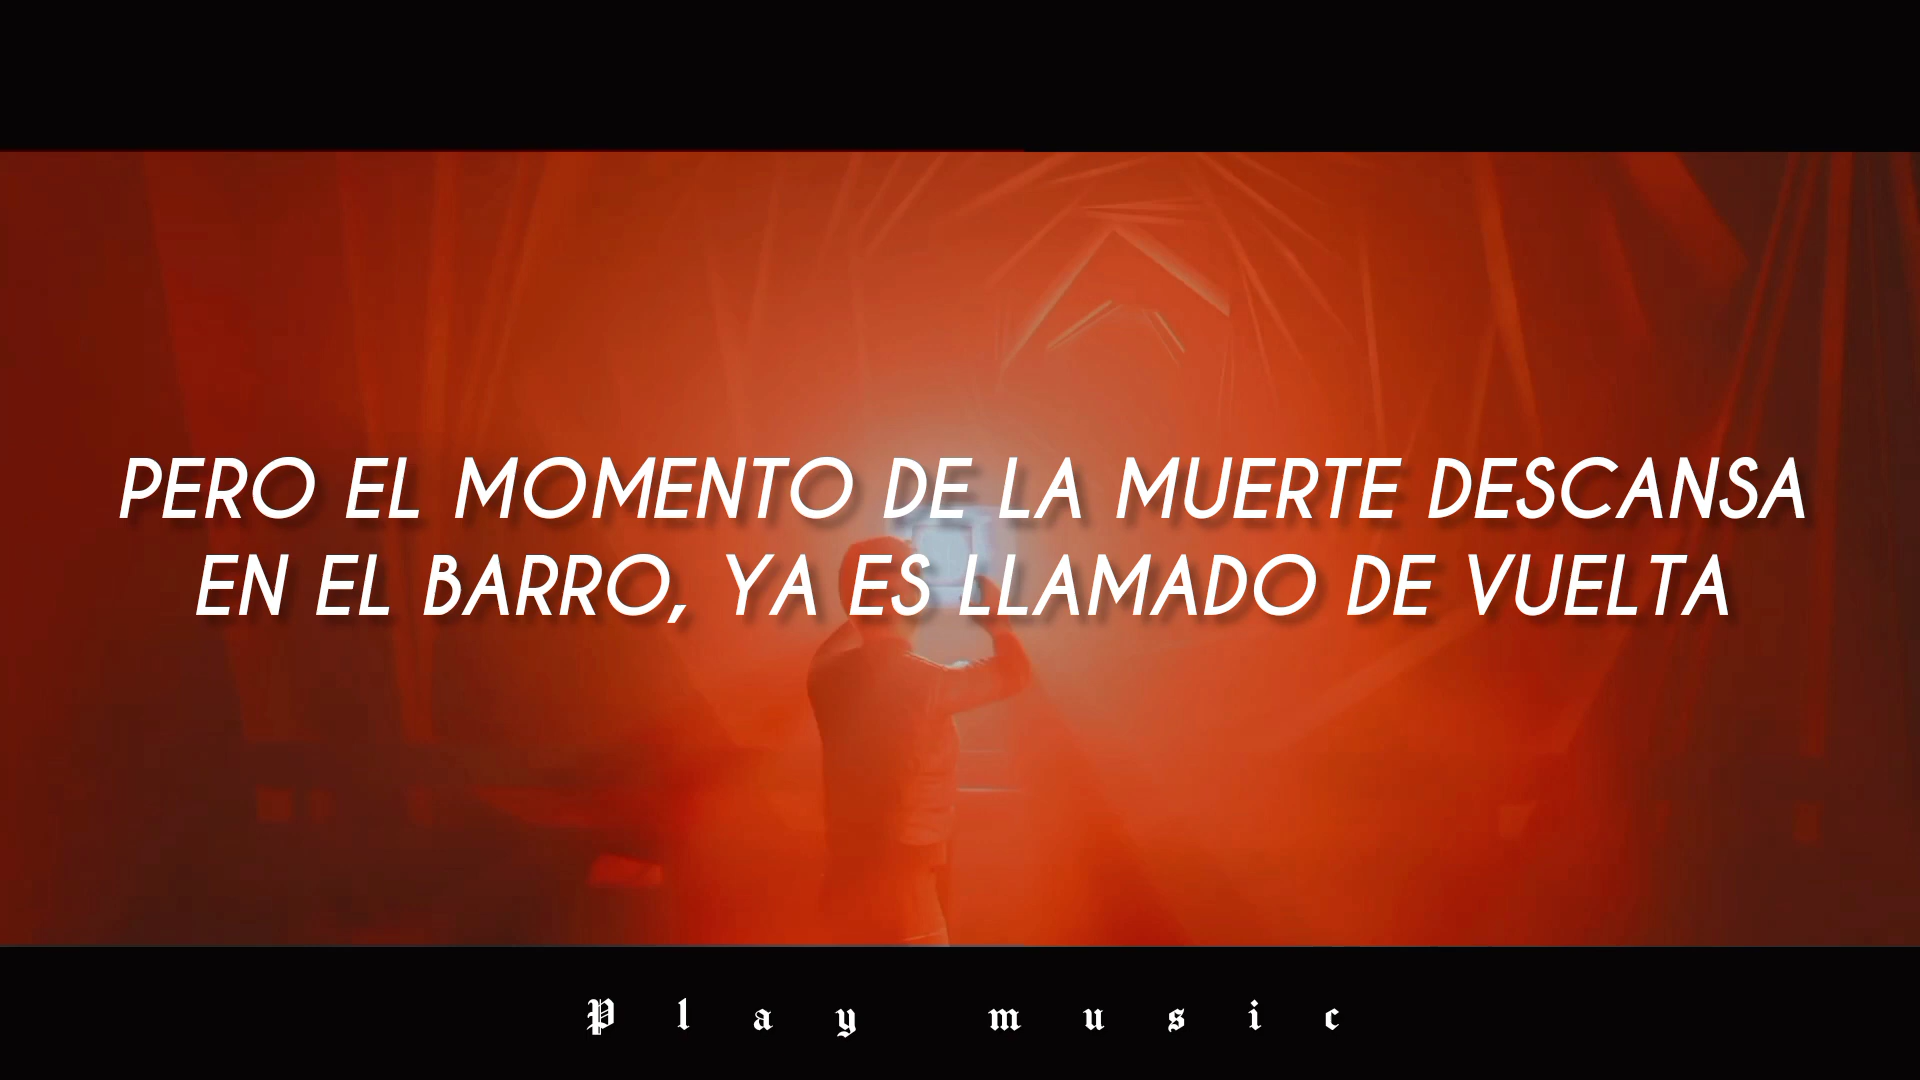 PERO EL MOMENTO DE LA MUERTE DESCANSA
EN EL BARRO, YA ES LLAMADO DE VUELTA
Play music